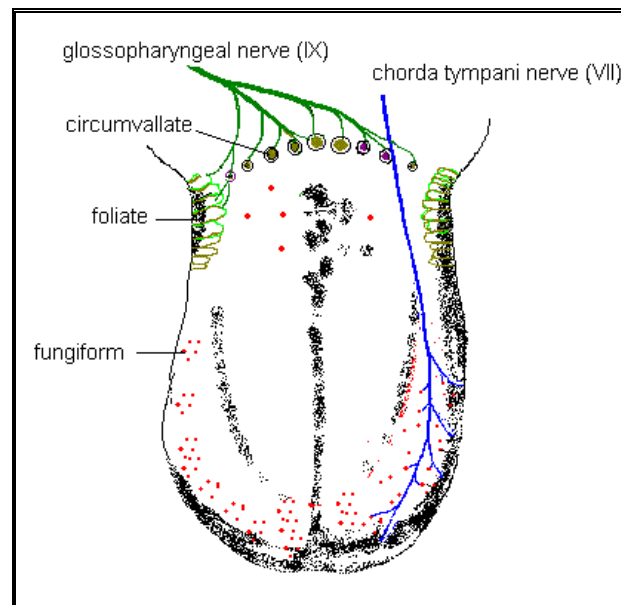 glossopharyngeal nerve (IX)
chorda tympani nerve (VII)
circumvallate
foliate
fungiform